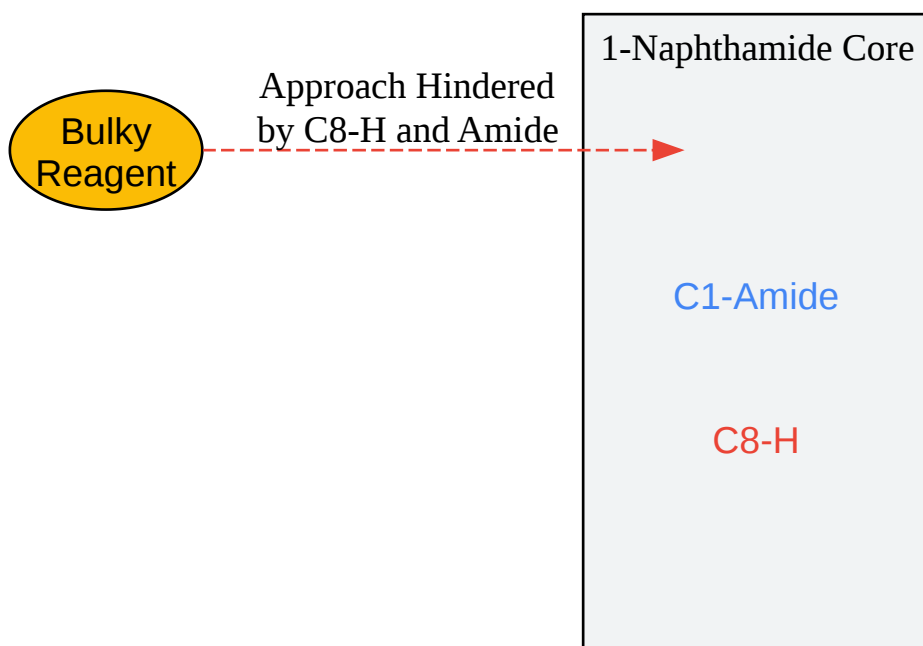 1-Naphthamide Core
Approach Hindered
by C8-H and Amide
Bulky
Reagent
C1-Amide
C8-H